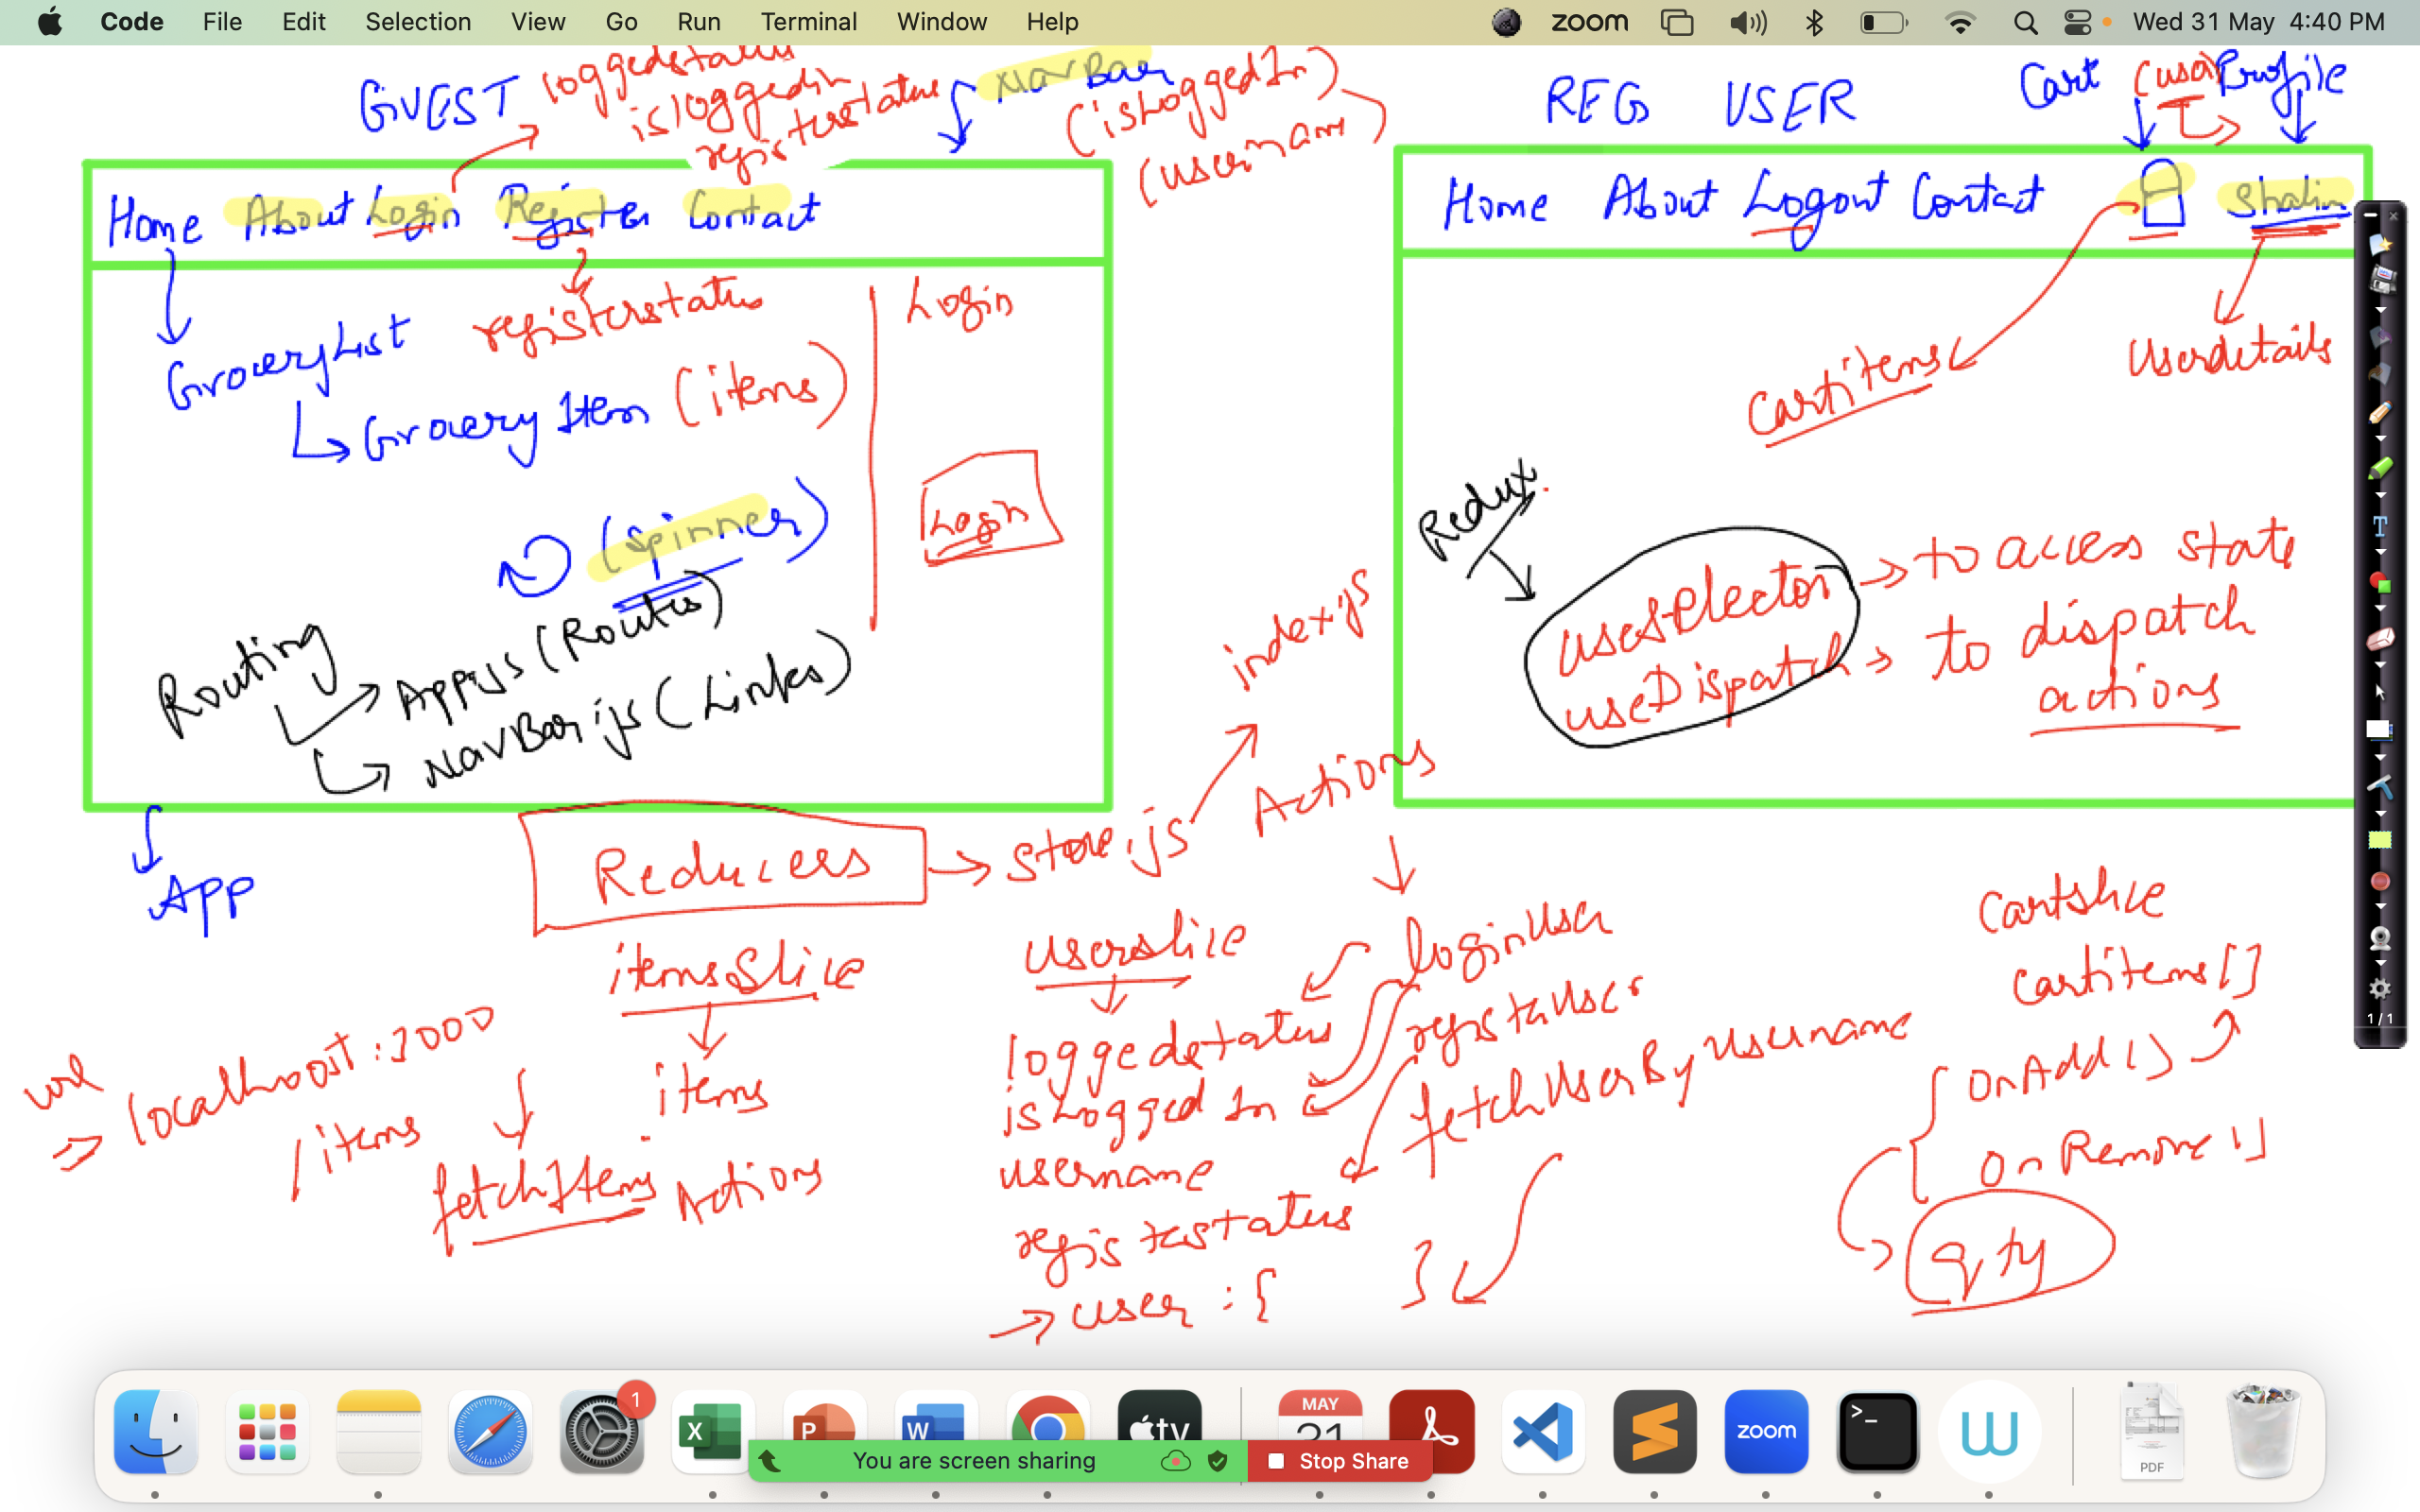 Code File Edit Selection View Go Run Terminal Window Help zoom Wed 31 May 4:40 PM
GUEST
loggedstatus
isloggedin
registerstatus
NavBar
(isLoggedIn)
(username)
REG USER
Cart
Profile
Home About Login Register Contact
Home About Logout Contact Shalin
GroceryList
registerstatus
Login
GroceryItem (items)
Cartitems
Userdetails
(spinner)
Login
Redux.
useSelector → to access state
useDispatch → to dispatch
actions
Routing
App.js (Routes)
NavBar.js (Links)
index.js
App
Reducers → store.js
Actions
itemsSlice
items
url
⇒ localhost:3000
/items
fetchItems Actions
userslice
loggedstatus
isLoggedIn
username
registerstatus
→ user : { }
loginUser
registerUser
fetchUserByUsername
Cartslice
Cartitems []
onAdd()
onRemove()
qty
1/1
1
X
P
W
tv
MAY
zoom
>_
W
PDF
You are screen sharing Stop Share